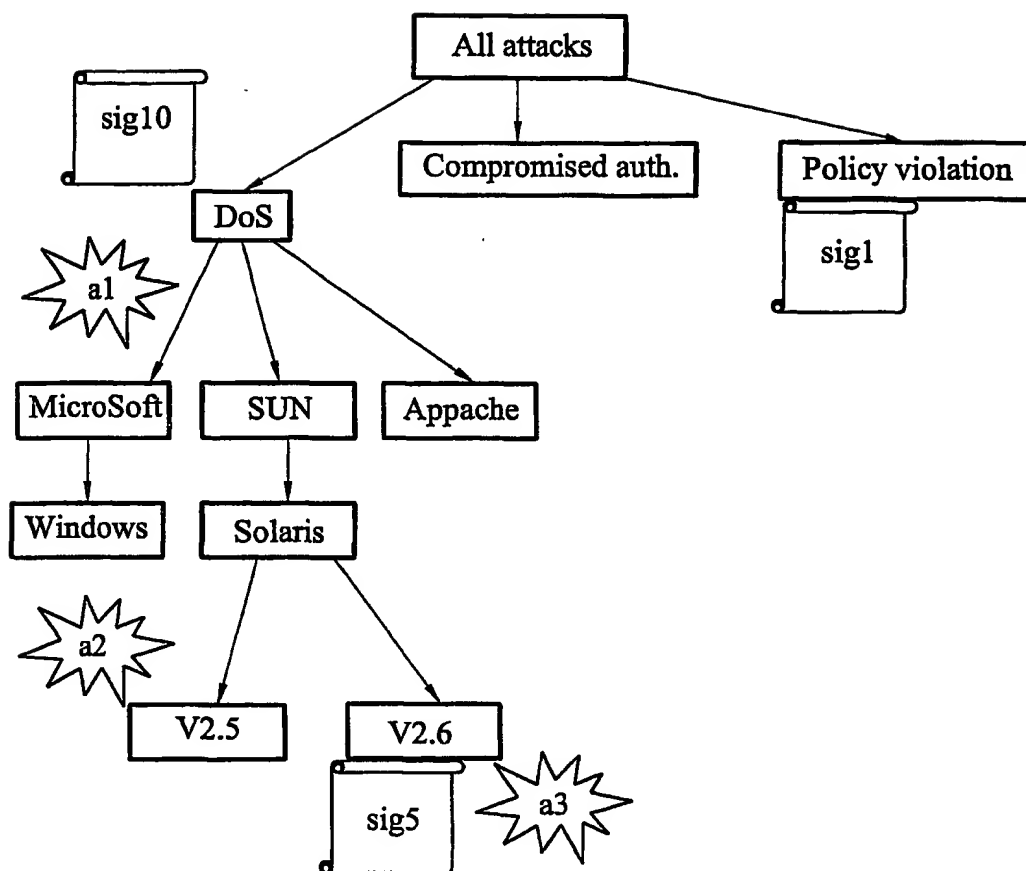 All attacks
sig10
Compromised auth.
Policy violation
DoS
sig1
a1
MicroSoft
SUN
Appache
Windows
Solaris
a2
V2.5
V2.6
sig5
a3